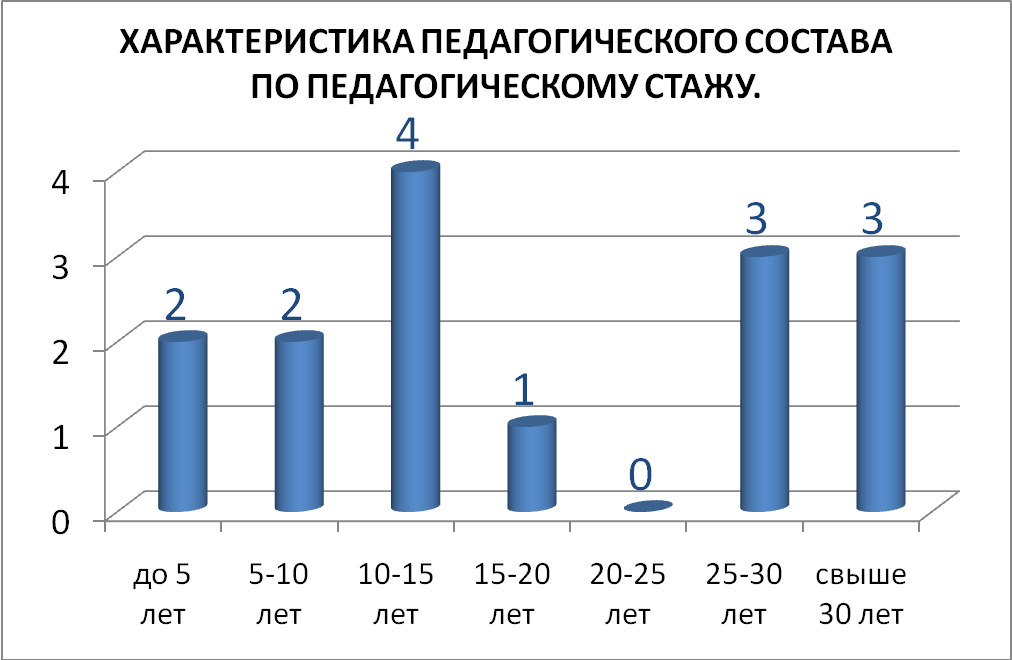 ХАРАКТЕРИСТИКА ПЕДАГОГИЧЕСКОГО СОСТАВА
ПО ПЕДАГОГИЧЕСКОМУ СТАЖУ.
4
3
2
1
0
2
2
4
1
0
3
3
до 5 лет
5-10 лет
10-15 лет
15-20 лет
20-25 лет
25-30 лет
свыше 30 лет